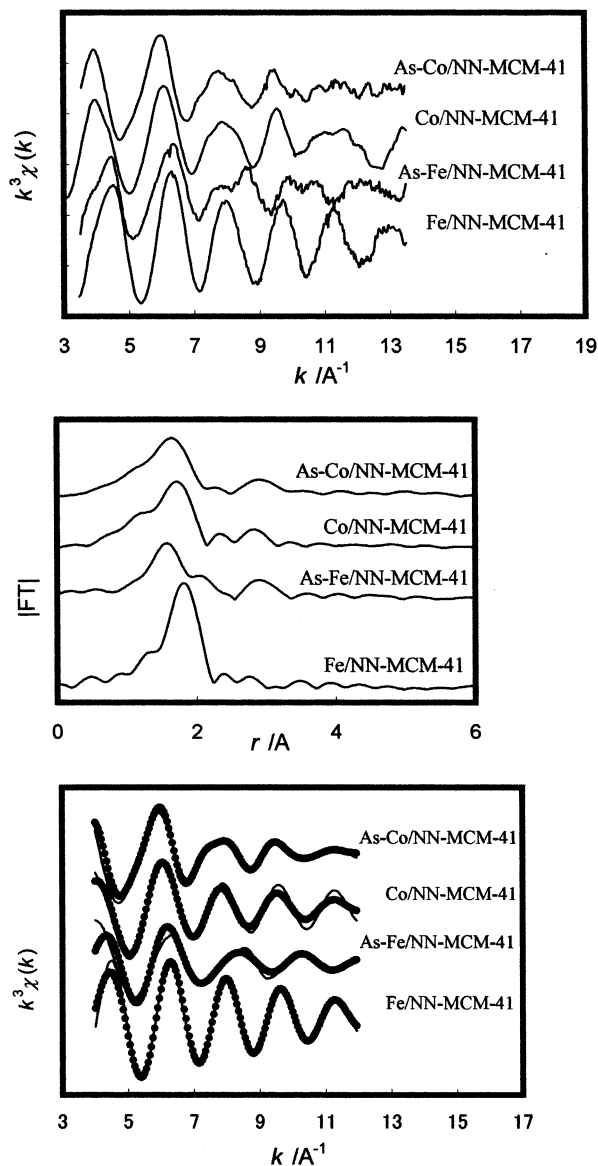 As-Co/NN-MCM-41
Co/NN-MCM-41
As-Fe/NN-MCM-41
Fe/NN-MCM-41
k³χ(k)
3 5 7 9 11 13 15 17 19
k /A⁻¹
As-Co/NN-MCM-41
Co/NN-MCM-41
As-Fe/NN-MCM-41
Fe/NN-MCM-41
|FT|
0 2 4 6
r /A
As-Co/NN-MCM-41
Co/NN-MCM-41
As-Fe/NN-MCM-41
Fe/NN-MCM-41
k³χ(k)
3 5 7 9 11 13 15 17
k /A⁻¹